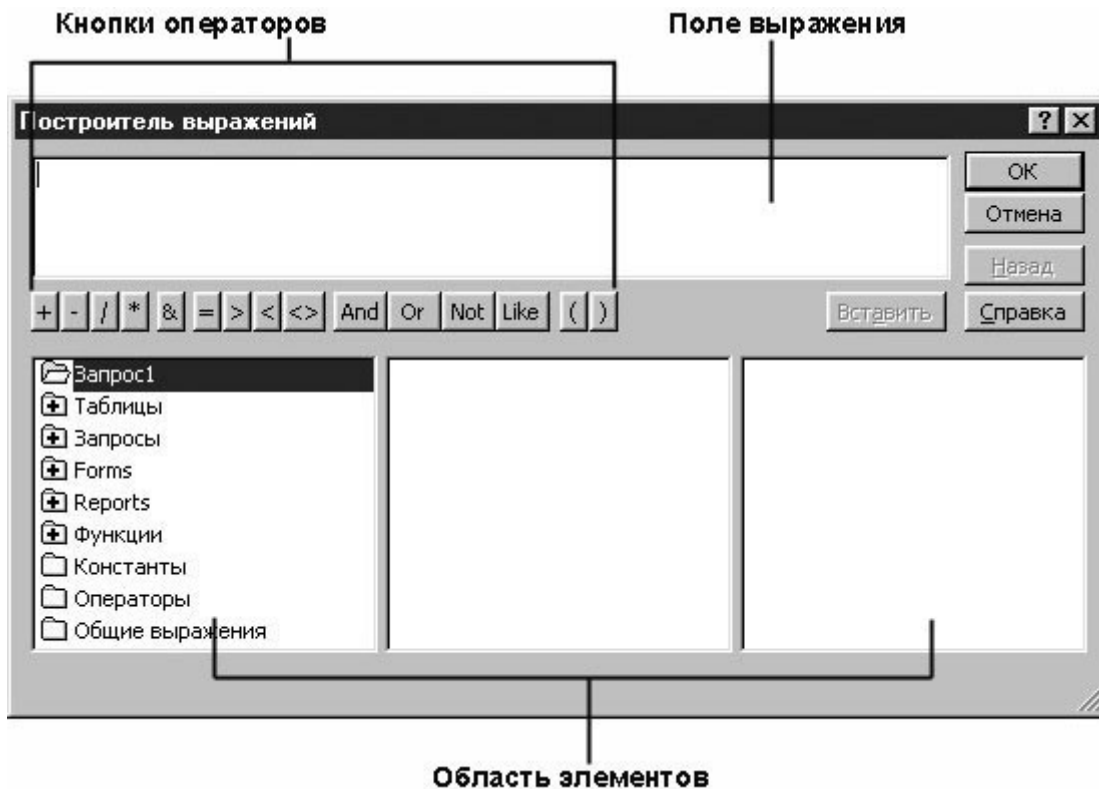 Кнопки операторов
Поле выражения
Построитель выражений
? ×
ОК
Отмена
Назад
+ - / * & = > < <> And Or Not Like ( )
Вставить
Справка
Запрос1
Таблицы
Запросы
Forms
Reports
Функции
Константы
Операторы
Общие выражения
Область элементов